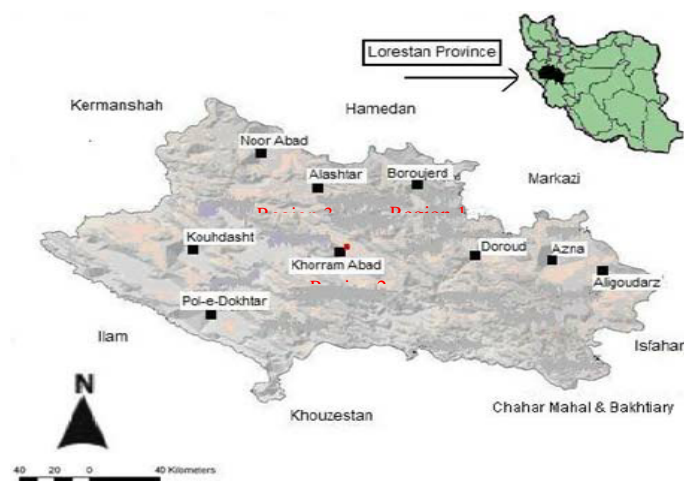 Lorestan Province
Kermanshah
Hamedan
Noor Abad
Alashtar
Boroujerd
Markazi
Kouhdasht
Khorram Abad
Doroud
Azna
Aligoudarz
Pol-e-Dokhtar
Ilam
Isfahan
N
Khouzestan
Chahar Mahal & Bakhtiary
40 20 0 40 Kilometers